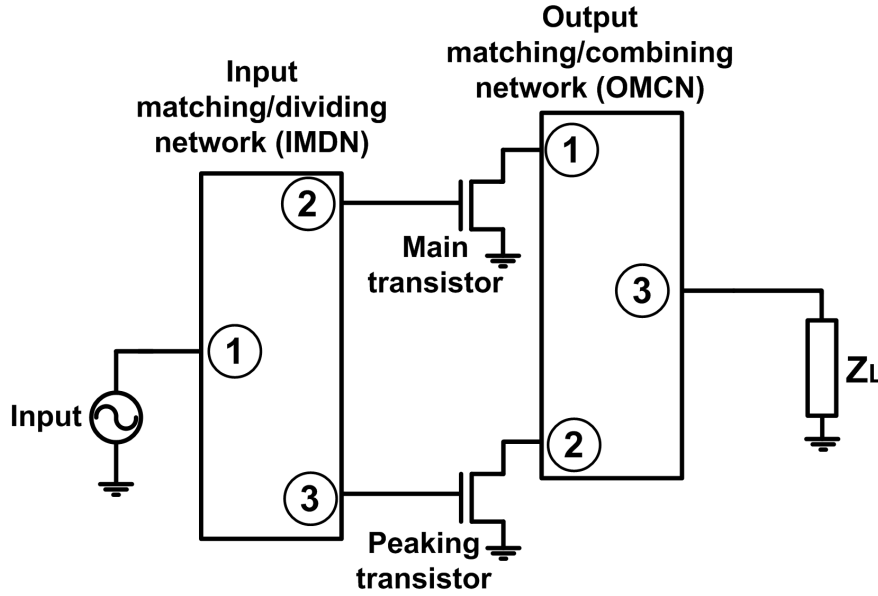 Output
matching/combining
network (OMCN)
Input
matching/dividing
network (IMDN)
1
2
Main
transistor
3
1
ZL
Input
2
3
Peaking
transistor